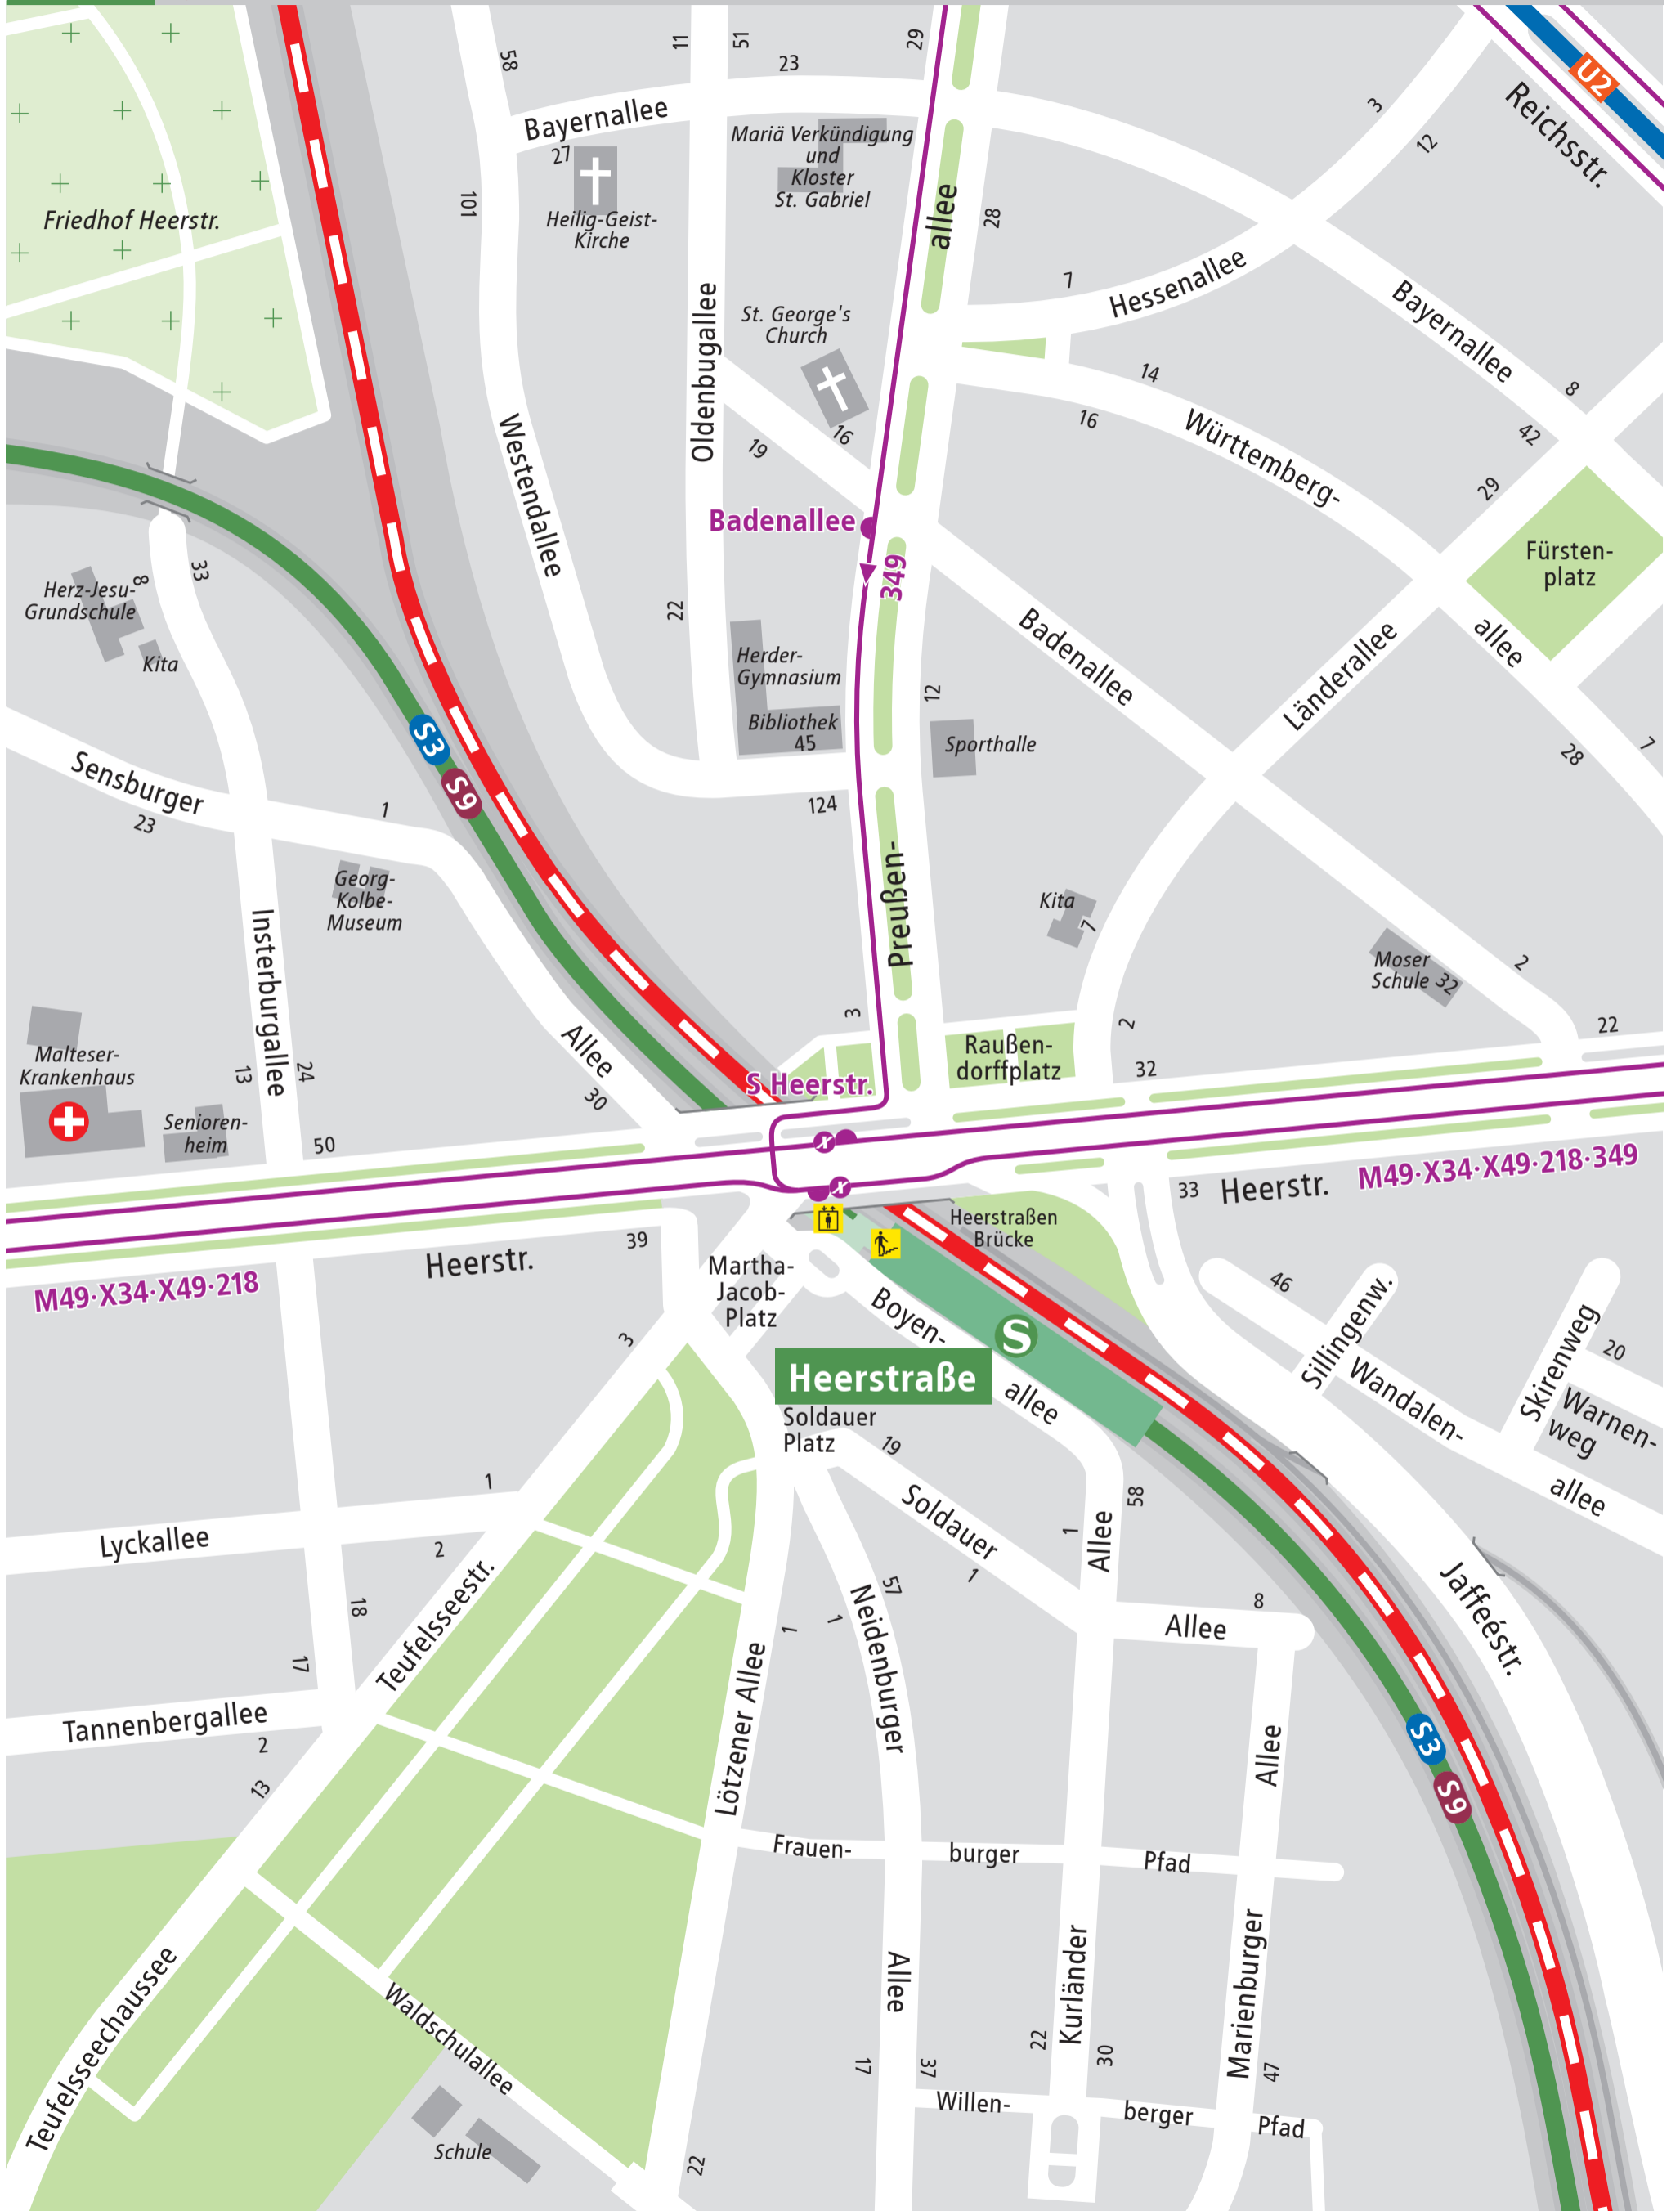 58
11
51
23
29
U2
Reichsstr.
3
12
Bayernallee
27
Mariä Verkündigung
und
Kloster
St. Gabriel
allee
28
101
Friedhof Heerstr.
Heilig-Geist-
Kirche
7
Hessenallee
Bayernallee
8
42
Oldenbugallee
St. George's
Church
16
19
14
16
Württemberg-
allee
29
Westendallee
Badenallee
349
Fürsten-
platz
33
8
Herz-Jesu-
Grundschule
Kita
22
Herder-
Gymnasium
Bibliothek
45
12
Sporthalle
Badenallee
Länderallee
28
7
S3
S9
Sensburger
23
1
124
Georg-
Kolbe-
Museum
Preußen-
Kita
7
Moser
Schule
32
2
Insterburgallee
Allee
30
3
Raußen-
dorffplatz
2
32
22
Malteser-
Krankenhaus
13
24
Senioren-
heim
50
S Heerstr.
X
X
M49·X34·X49·218·349
33
Heerstr.
Heerstraßen
Brücke
39
Heerstr.
M49·X34·X49·218
Martha-
Jacob-
Platz
3
Boyen-
allee
S
Heerstraße
46
Sillingenw.
Skirenweg
20
Wandalen-
allee
Warnen-
weg
Soldauer
Platz
19
Soldauer
1
Allee
8
1
58
Allee
Lyckallee
1
2
18
17
Teufelsseestr.
Jaffeéstr.
57
1
1
Neidenburger
Allee
Tannenbergallee
2
13
Lötzener Allee
Allee
S3
S9
Frauen-
burger
Pfad
Teufelsseechaussee
Waldschulallee
Kurländer
22
30
Marienburger
47
17
37
Willen-
berger
Pfad
Schule
22